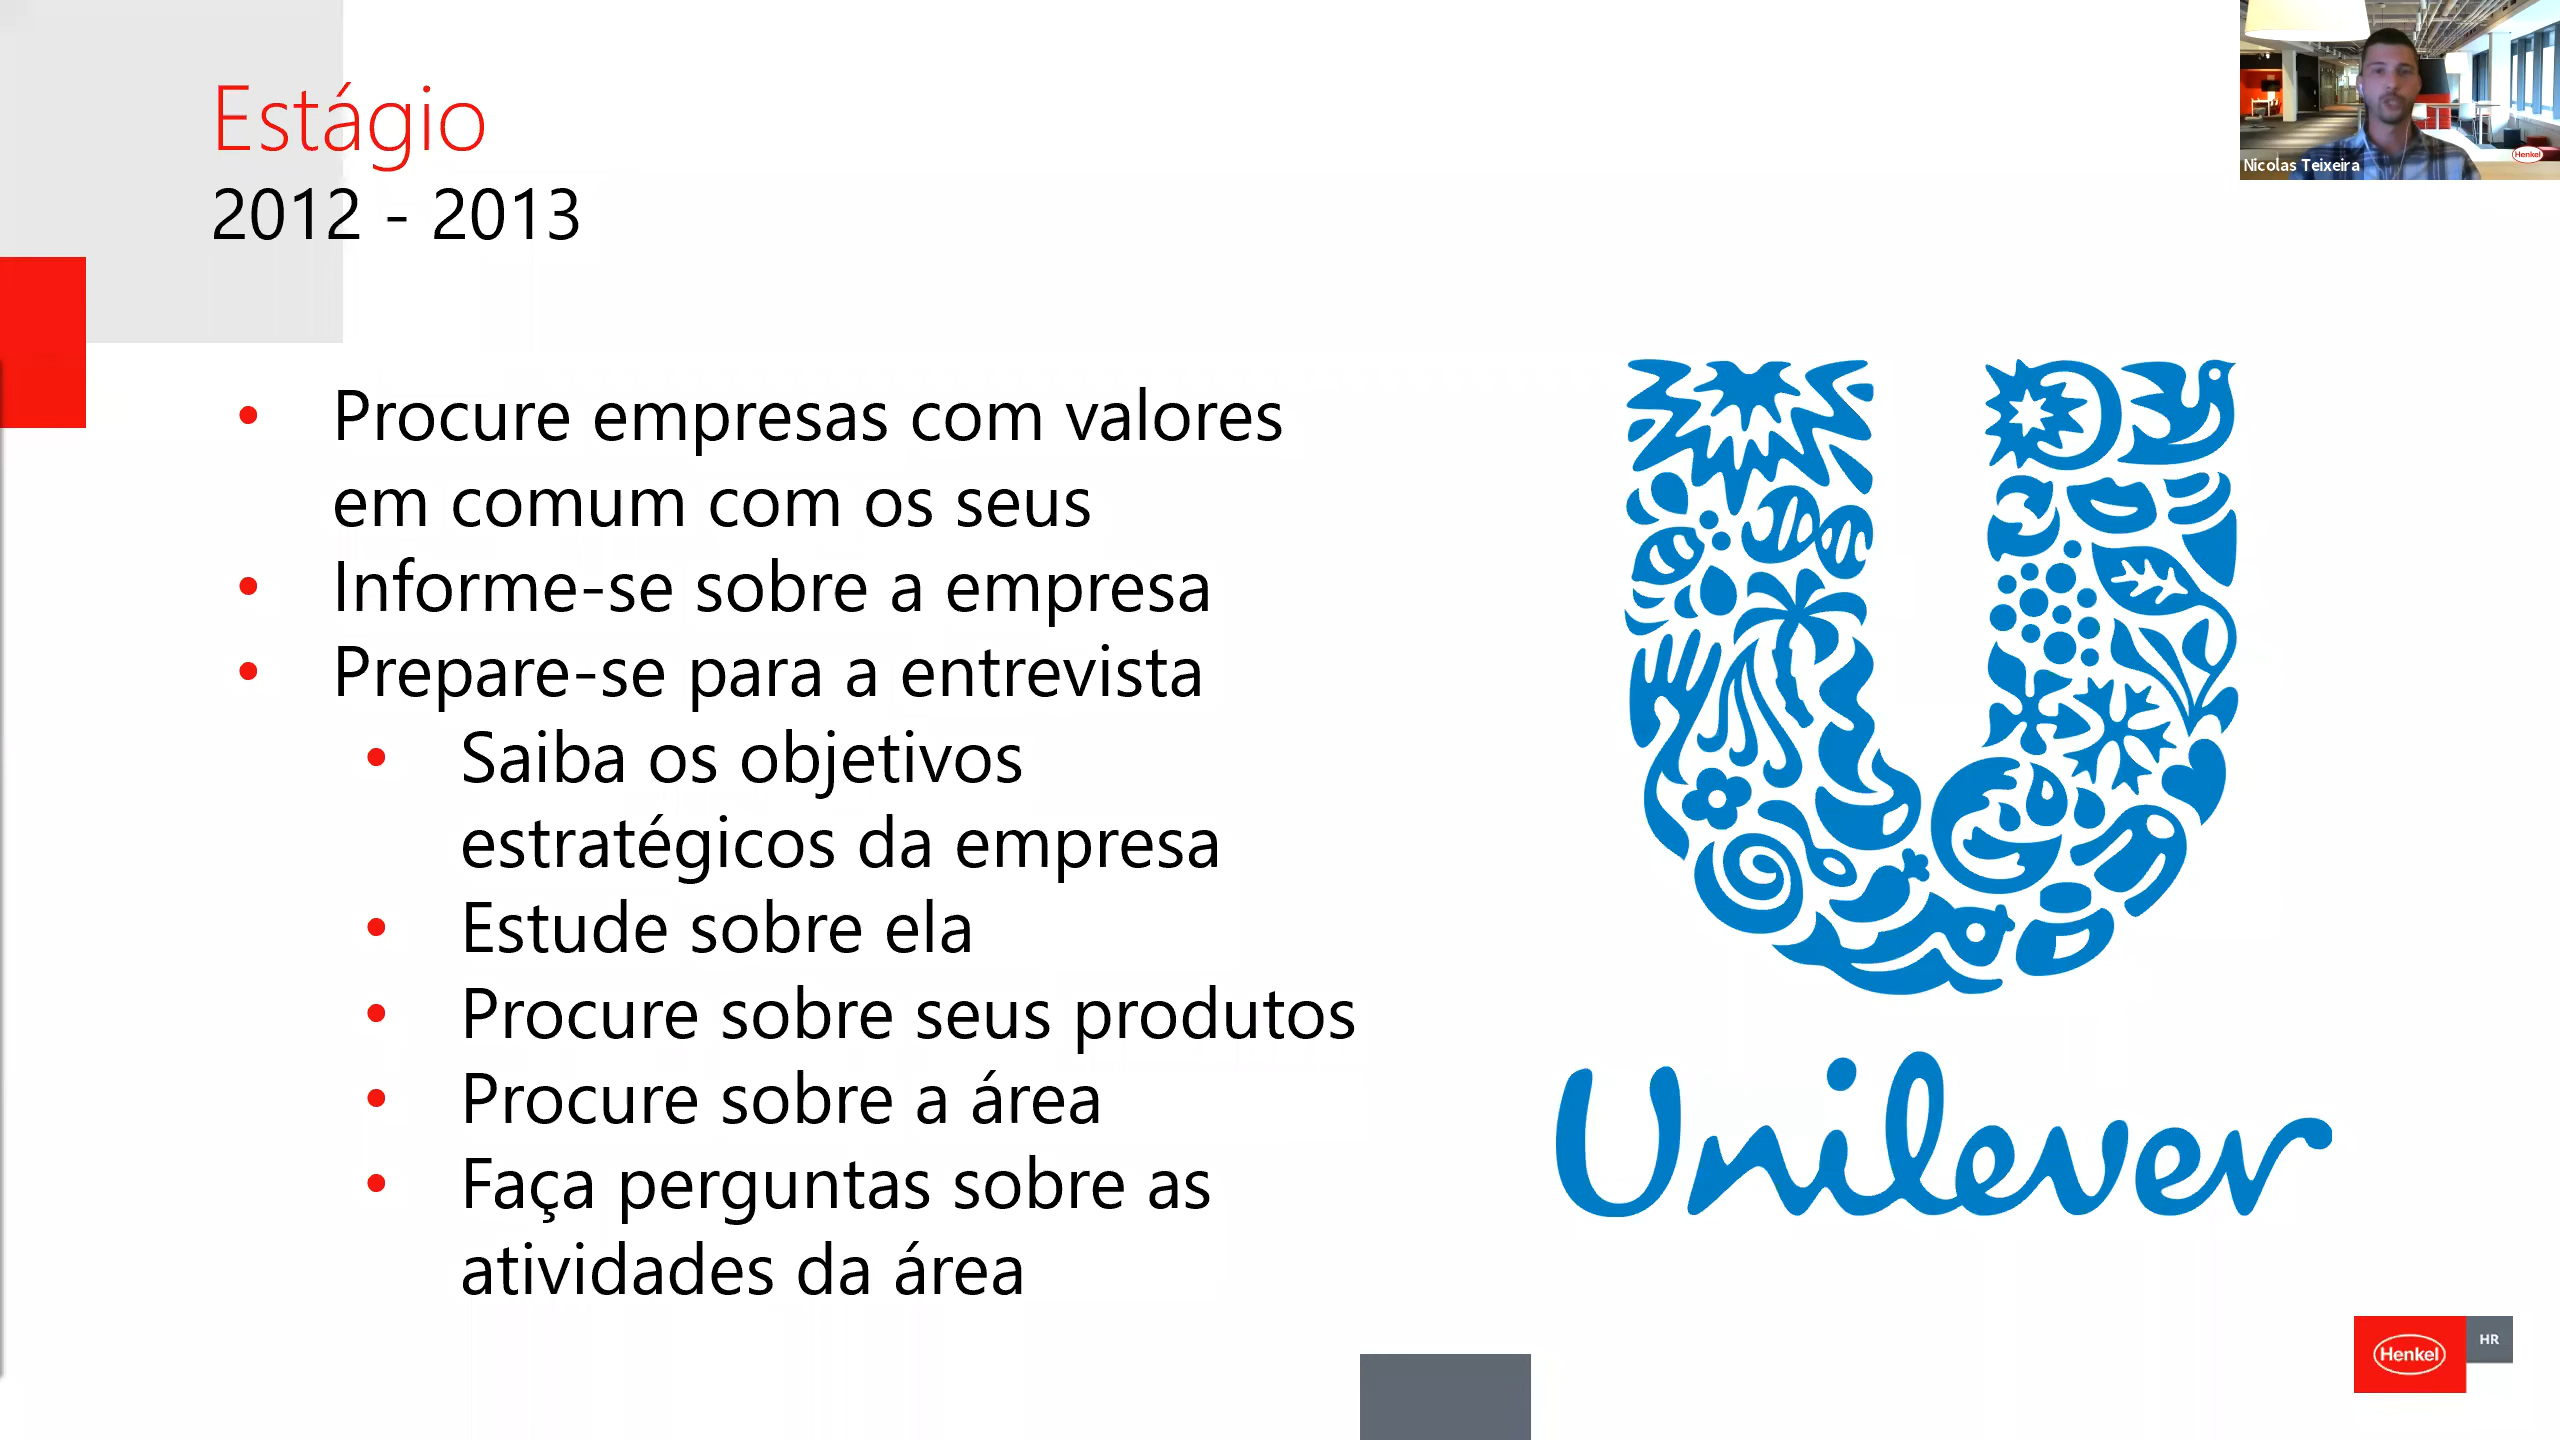 Estágio
2012 - 2013
Nicolas Teixeira
Henkel
• Procure empresas com valores
em comum com os seus
• Informe-se sobre a empresa
• Prepare-se para a entrevista
• Saiba os objetivos
estratégicos da empresa
• Estude sobre ela
• Procure sobre seus produtos
• Procure sobre a área
• Faça perguntas sobre as
atividades da área
Unilever
Henkel
HR